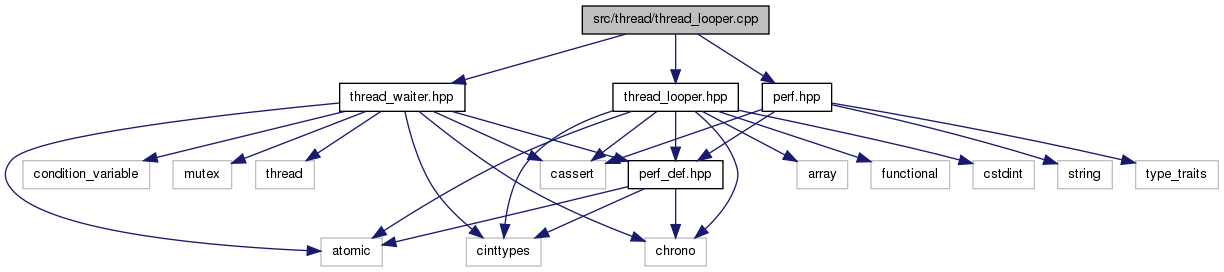 src/thread/thread_looper.cpp
thread_waiter.hpp
thread_looper.hpp
perf.hpp
condition_variable
mutex
thread
cassert
perf_def.hpp
array
functional
cstdint
string
type_traits
atomic
cinttypes
chrono